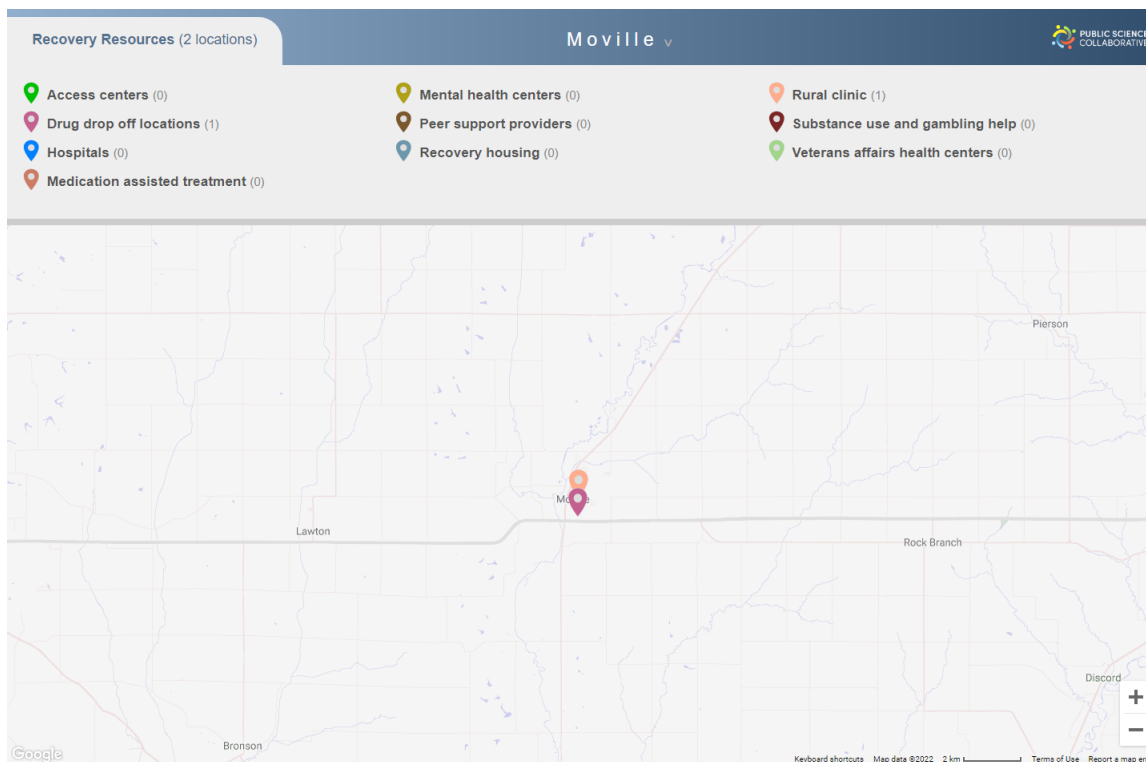 Recovery Resources (2 locations)
Moville v
PUBLIC SCIENCE
COLLABORATIVE
Access centers (0)
Mental health centers (0)
Rural clinic (1)
Drug drop off locations (1)
Peer support providers (0)
Substance use and gambling help (0)
Hospitals (0)
Recovery housing (0)
Veterans affairs health centers (0)
Medication assisted treatment (0)
Pierson
Lawton
Rock Branch
Discord
+
−
Bronson
Google
Keyboard shortcuts Map data ©2022 2 km Terms of Use Report a map er